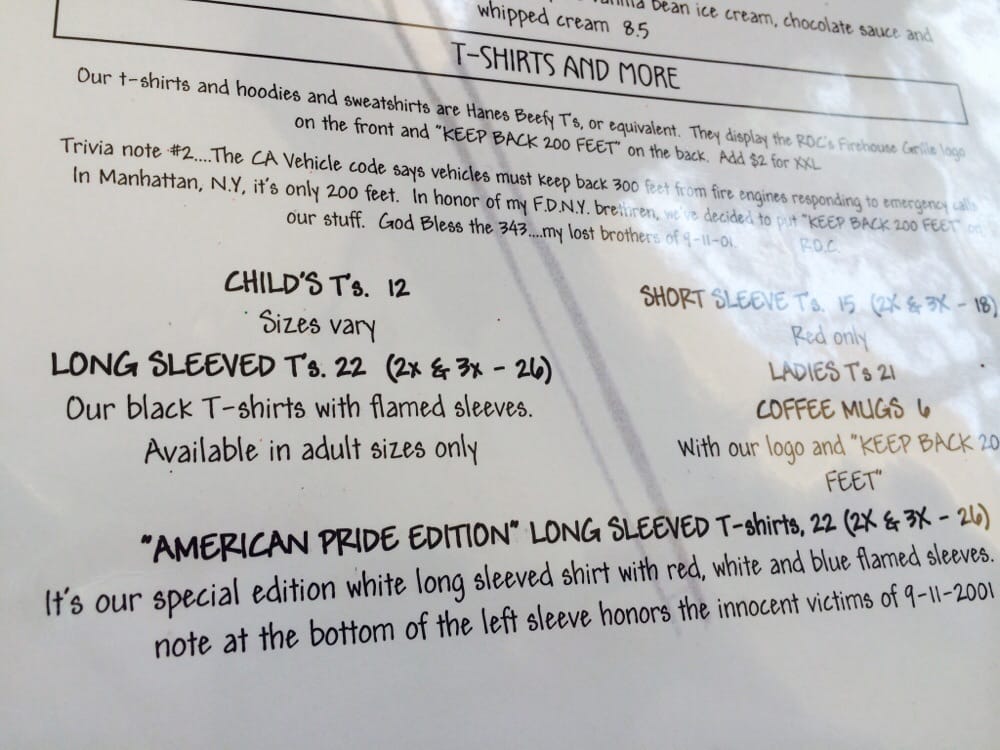 vanilla bean ice cream, chocolate sauce and
whipped cream 8.5
T-SHIRTS AND MORE
Our t-shirts and hoodies and sweatshirts are Hanes Beefy T's, or equivalent. They display the ROC's Firehouse Grille logo
on the front and "KEEP BACK 200 FEET" on the back. Add $2 for XXL
Trivia note #2....The CA Vehicle code says vehicles must keep back 300 feet from fire engines responding to emergency calls
In Manhattan, N.Y, it's only 200 feet. In honor of my F.D.N.Y. brethren, we've decided to put "KEEP BACK 200 FEET" on
our stuff. God Bless the 343....my lost brothers of 9-11-01. R.O.C.
CHILD'S T's. 12
Sizes vary
LONG SLEEVED T's. 22 (2x & 3x - 26)
Our black T-shirts with flamed sleeves.
Available in adult sizes only
SHORT SLEEVE T's. 15 (2X & 3X - 18)
Red only
LADIES T's 21
COFFEE MUGS 6
With our logo and "KEEP BACK 20
FEET"
"AMERICAN PRIDE EDITION" LONG SLEEVED T-shirts, 22 (2X & 3X - 26)
It's our special edition white long sleeved shirt with red, white and blue flamed sleeves.
note at the bottom of the left sleeve honors the innocent victims of 9-11-2001